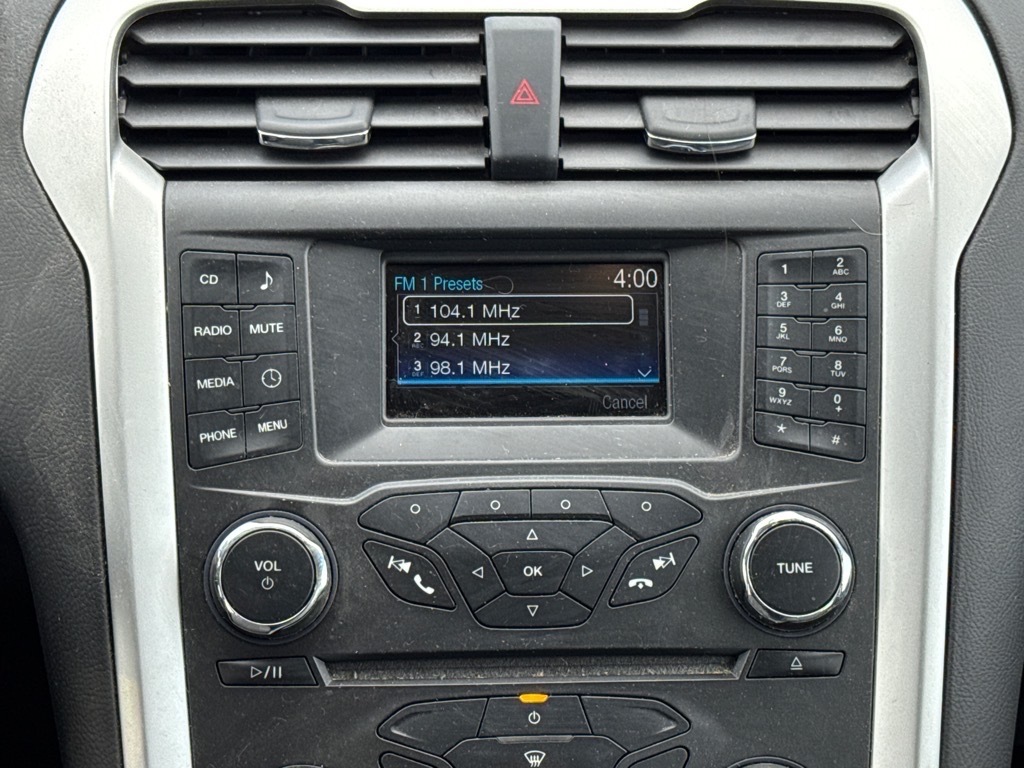 FM 1 Presets 4:00
1 104.1 MHz
2 94.1 MHz
3 DEF 98.1 MHz
Cancel
CD
RADIO MUTE
MEDIA
PHONE MENU
1 2 ABC
3 DEF 4 GHI
5 JKL 6 MNO
7 PQRS 8 TUV
9 WXYZ 0 +
* #
VOL
OK
TUNE